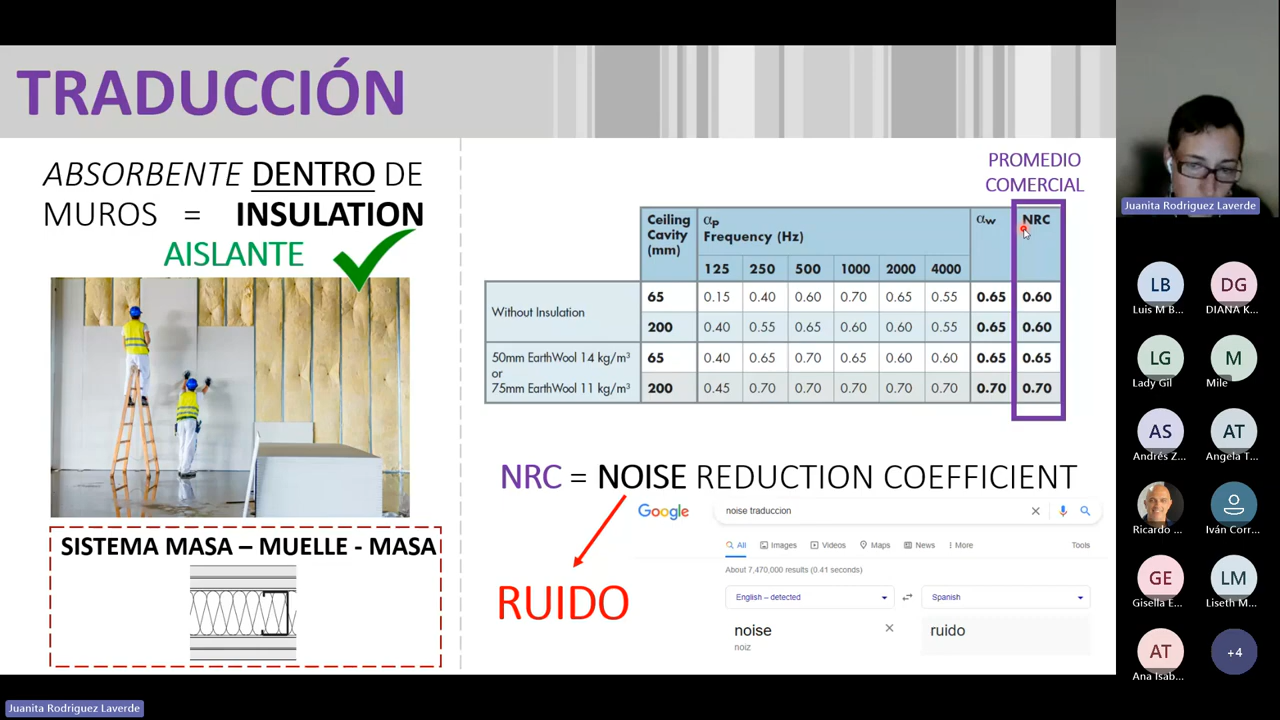 TRADUCCIÓN
ABSORBENTE DENTRO DE
MUROS = INSULATION
AISLANTE
SISTEMA MASA – MUELLE - MASA
PROMEDIO
COMERCIAL
Ceiling Cavity (mm) αp Frequency (Hz) αw NRC
125 250 500 1000 2000 4000
Without Insulation
65 0.15 0.40 0.60 0.70 0.65 0.55 0.65 0.60
200 0.40 0.55 0.65 0.60 0.60 0.55 0.65 0.60
50mm EarthWool 14 kg/m³
or
75mm EarthWool 11 kg/m³
65 0.40 0.65 0.70 0.65 0.60 0.60 0.65 0.65
200 0.45 0.70 0.70 0.70 0.70 0.70 0.70 0.70
NRC = NOISE REDUCTION COEFFICIENT
RUIDO
Google noise traduccion
All Images Videos Maps News More Tools
About 7,470,000 results (0.41 seconds)
English – detected Spanish
noise ruido
noiz
Juanita Rodriguez Laverde
LB DG
Luis M B... DIANA K...
LG M
Lady Gil Mile
AS AT
Andrés Z... Angela T...
Ricardo ... Iván Corr...
GE LM
Gisella E... Liseth M...
AT +4
Ana Isab...
Juanita Rodriguez Laverde